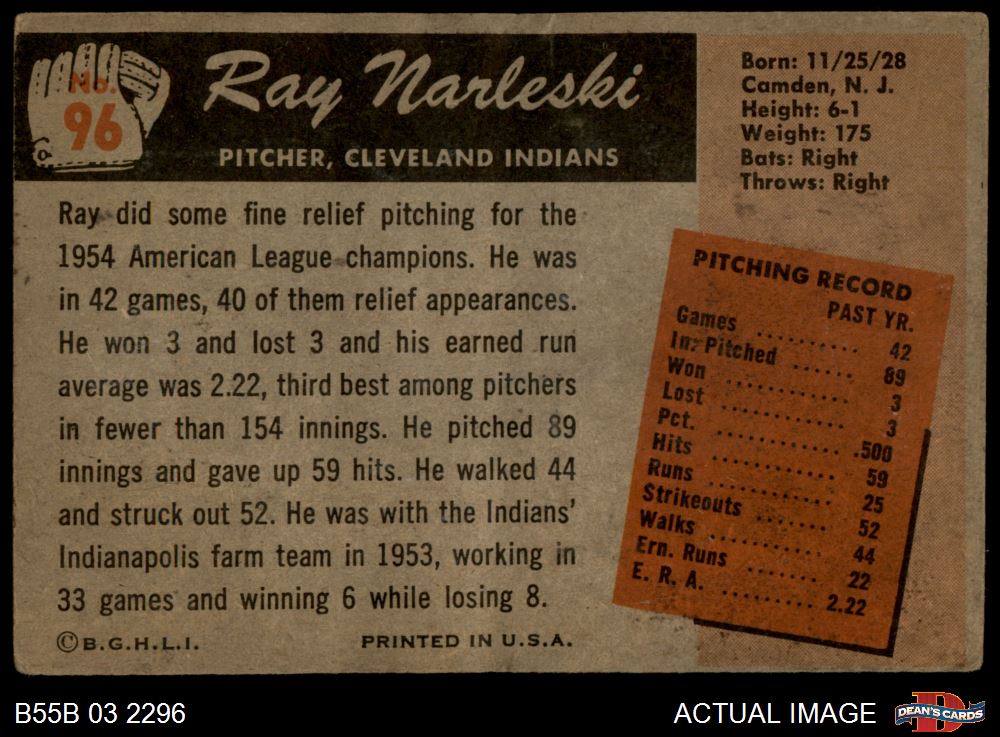 No.
96
Ray Narleski
PITCHER, CLEVELAND INDIANS
Born: 11/25/28
Camden, N. J.
Height: 6-1
Weight: 175
Bats: Right
Throws: Right
Ray did some fine relief pitching for the
1954 American League champions. He was
in 42 games, 40 of them relief appearances.
He won 3 and lost 3 and his earned run
average was 2.22, third best among pitchers
in fewer than 154 innings. He pitched 89
innings and gave up 59 hits. He walked 44
and struck out 52. He was with the Indians'
Indianapolis farm team in 1953, working in
33 games and winning 6 while losing 8.
©B.G.H.L.I. PRINTED IN U.S.A.
PITCHING RECORD
PAST YR.
Games .......... 42
In. Pitched ...... 89
Won .......... 3
Lost .......... 3
Pct. .......... .500
Hits .......... 59
Runs .......... 25
Strikeouts ...... 52
Walks .......... 44
Ern. Runs ...... 22
E. R. A. .......... 2.22
B55B 03 2296
ACTUAL IMAGE
DEAN'S CARDS